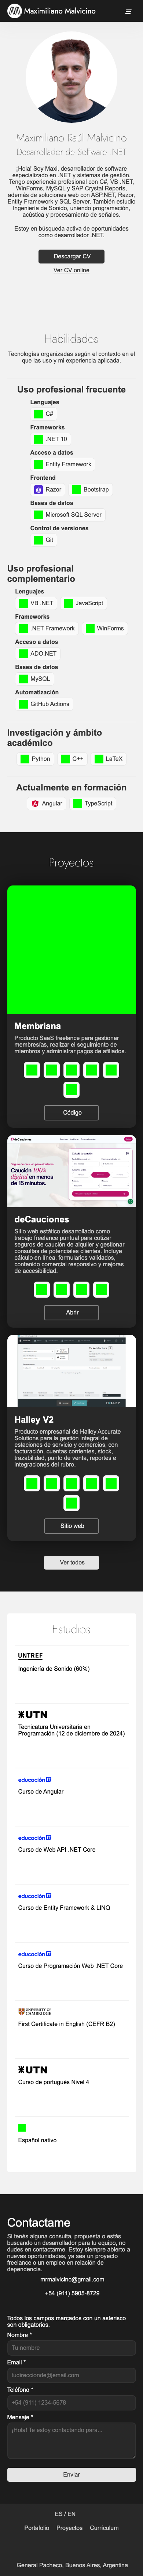 Maximiliano Malvicino
Maximiliano Raúl Malvicino
Desarrollador de Software .NET
¡Hola! Soy Maxi, desarrollador de software
especializado en .NET y sistemas de gestión.
Tengo experiencia profesional con C#, VB .NET,
WinForms, MySQL y SAP Crystal Reports,
además de soluciones web con ASP.NET, Razor,
Entity Framework y SQL Server. También estudio
Ingeniería de Sonido, uniendo programación,
acústica y procesamiento de señales.
Estoy en búsqueda activa de oportunidades
como desarrollador .NET.
Descargar CV
Ver CV online
Habilidades
Tecnologías organizadas según el contexto en el
que las uso y mi experiencia aplicada.
Uso profesional frecuente
Lenguajes
C#
Frameworks
.NET 10
Acceso a datos
Entity Framework
Frontend
Razor
Bootstrap
Bases de datos
Microsoft SQL Server
Control de versiones
Git
Uso profesional
complementario
Lenguajes
VB .NET
JavaScript
Frameworks
.NET Framework
WinForms
Acceso a datos
ADO.NET
Bases de datos
MySQL
Automatización
GitHub Actions
Investigación y ámbito
académico
Python
C++
LaTeX
Actualmente en formación
Angular
TypeScript
Proyectos
Membriana
Producto SaaS freelance para gestionar
membresías, realizar el seguimiento de
miembros y administrar pagos de afiliados.
Código
deCauciones
100%
digital en menos
de 15 minutos.
deCauciones
Sitio web estático desarrollado como
trabajo freelance puntual para cotizar
seguros de caución de alquiler y gestionar
consultas de potenciales clientes. Incluye
cálculo en línea, formularios validados,
contenido comercial responsivo y mejoras
de accesibilidad.
Abrir
Halley V2
Producto empresarial de Halley Accurate
Solutions para la gestión integral de
estaciones de servicio y comercios, con
facturación, cuentas corrientes, stock,
trazabilidad, punto de venta, reportes e
integraciones del rubro.
Sitio web
Ver todos
Estudios
UNTREF
Ingeniería de Sonido (60%)
UTN
Tecnicatura Universitaria en
Programación (12 de diciembre de 2024)
educaciónIT
Curso de Angular
educaciónIT
Curso de Web API .NET Core
educaciónIT
Curso de Entity Framework & LINQ
educaciónIT
Curso de Programación Web .NET Core
UNIVERSITY OF
CAMBRIDGE
First Certificate in English (CEFR B2)
UTN
Curso de portugués Nivel 4
Español nativo
Contactame
Si tenés alguna consulta, propuesta o estás
buscando un desarrollador para tu equipo, no
dudes en contactarme. Estoy siempre abierto a
nuevas oportunidades, ya sea un proyecto
freelance o un empleo en relación de
dependencia.
mrmalvicino@gmail.com
+54 (911) 5905-8729
Todos los campos marcados con un asterisco
son obligatorios.
Nombre *
Tu nombre
Email *
tudireccionde@email.com
Teléfono *
+54 (911) 1234-5678
Mensaje *
¡Hola! Te estoy contactando para...
Enviar
ES / EN
Portafolio
Proyectos
Currículum
General Pacheco, Buenos Aires, Argentina